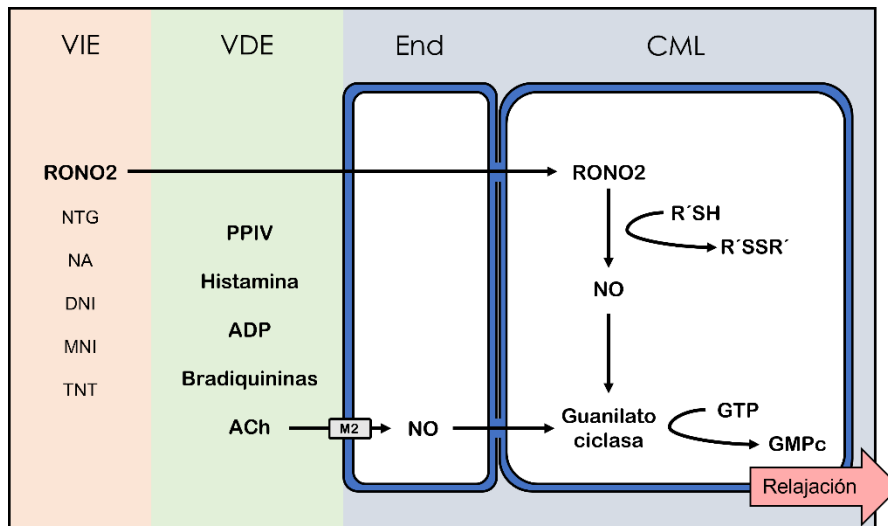 VIE
VDE
End
CML
RONO2
NTG
NA
DNI
MNI
TNT
PPIV
Histamina
ADP
Bradiquininas
ACh
M2
NO
RONO2
R´SH
R´SSR´
NO
Guanilato
ciclasa
GTP
GMPc
Relajación